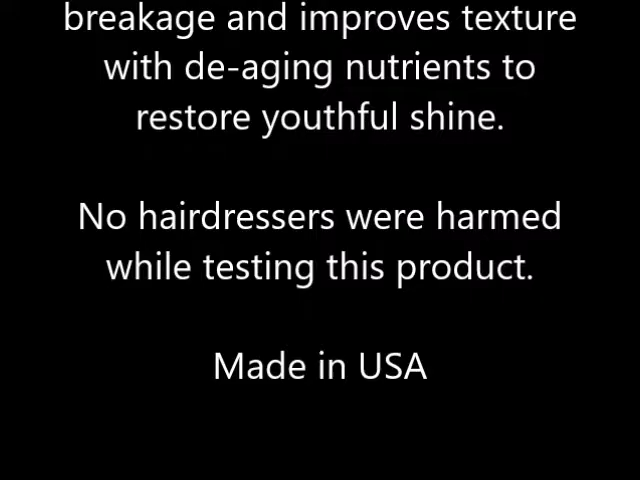 breakage and improves texture
with de-aging nutrients to
restore youthful shine.
No hairdressers were harmed
while testing this product.
Made in USA